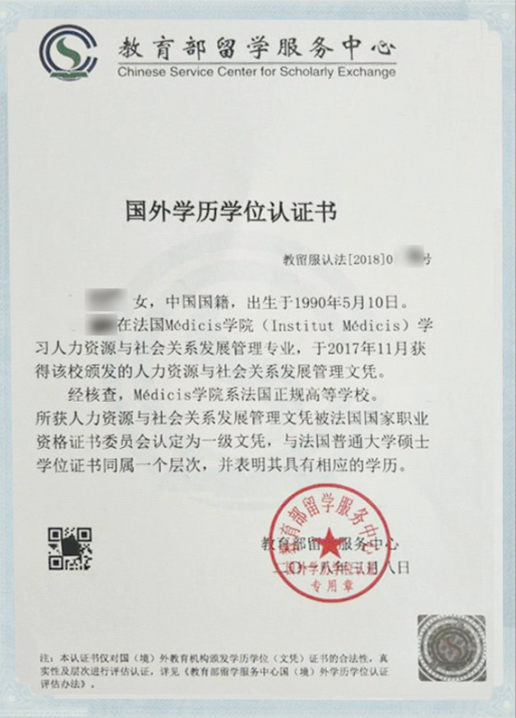 教育部留学服务中心
Chinese Service Center for Scholarly Exchange
国外学历学位认证书
教留服认法[2018]0 号
女，中国国籍，出生于1990年5月10日。
在法国Médicis学院（Institut Médicis）学
习人力资源与社会关系发展管理专业，于2017年11月获
得该校颁发的人力资源与社会关系发展管理文凭。
经核查，Médicis学院系法国正规高等学校。
所获人力资源与社会关系发展管理文凭被法国国家职业
资格证书委员会认定为一级文凭，与法国普通大学硕士
学位证书同属一个层次，并表明其具有相应的学历。
教育部留学服务中心
国外学历学位认证
专用章
教育部留学服务中心
二〇一八年三月八日
注：本认证书仅对国（境）外教育机构颁发学历学位（文凭）证书的合法性，真
实性及层次进行评估认证，详见《教育部留学服务中心国（境）外学历学位认证
评估办法》。